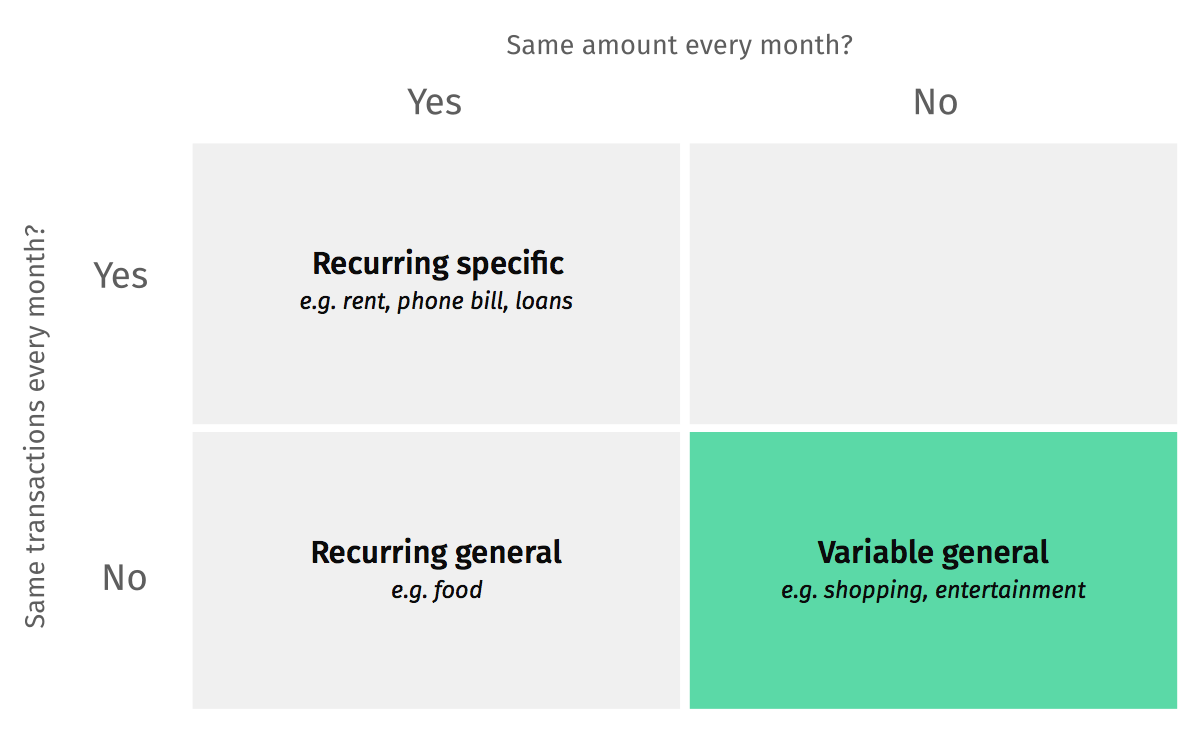 Same amount every month?
Yes
No
Same transactions every month?
Yes
Recurring specific
e.g. rent, phone bill, loans
No
Recurring general
e.g. food
Variable general
e.g. shopping, entertainment